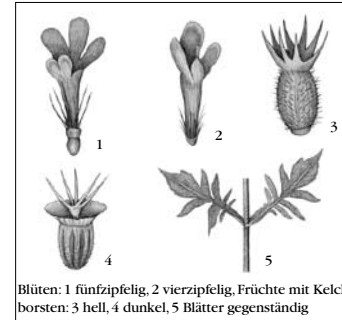 1
2
3
4
5
Blüten: 1 fünfzipfelig, 2 vierzipfelig, Früchte mit Kelch
borsten: 3 hell, 4 dunkel, 5 Blätter gegenständig